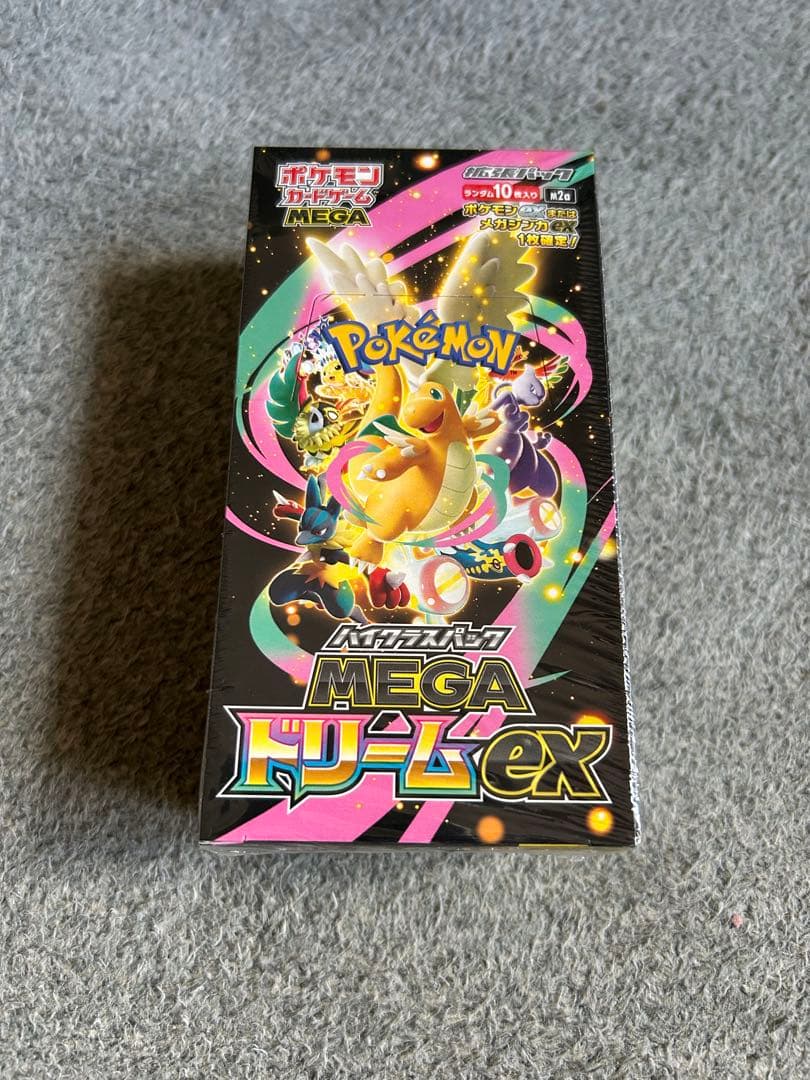 ポケモン
カードゲーム
MEGA
拡張パック
ランダム10枚入り
M2a
ポケモンexまたは
メガシンカex
1枚確定!
POKÉMON
ハイクラスパック
MEGA
ドリームex